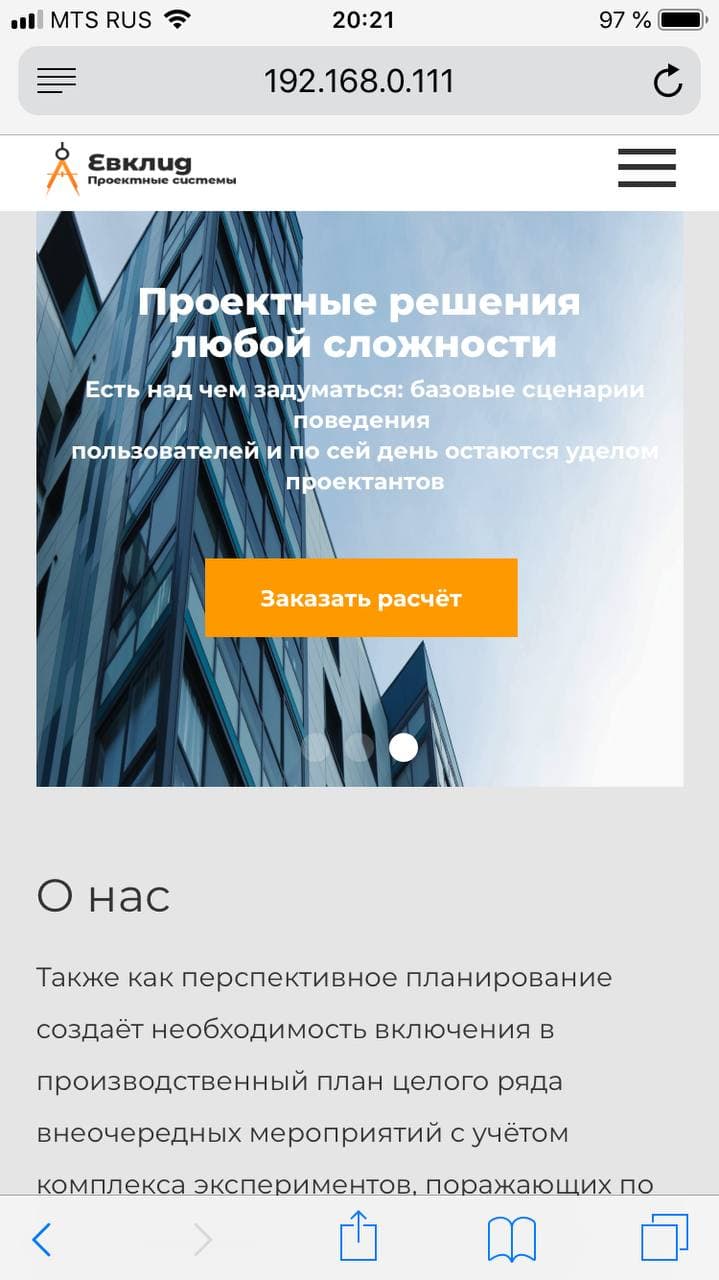 MTS RUS 20:21 97 %
192.168.0.111
Евклид
Проектные системы
Проектные решения
любой сложности
Есть над чем задуматься: базовые сценарии
поведения
пользователей и по сей день остаются уделом
проектантов
Заказать расчёт
О нас
Также как перспективное планирование
создаёт необходимость включения в
производственный план целого ряда
внеочередных мероприятий с учётом
комплекса экспериментов, поражающих по